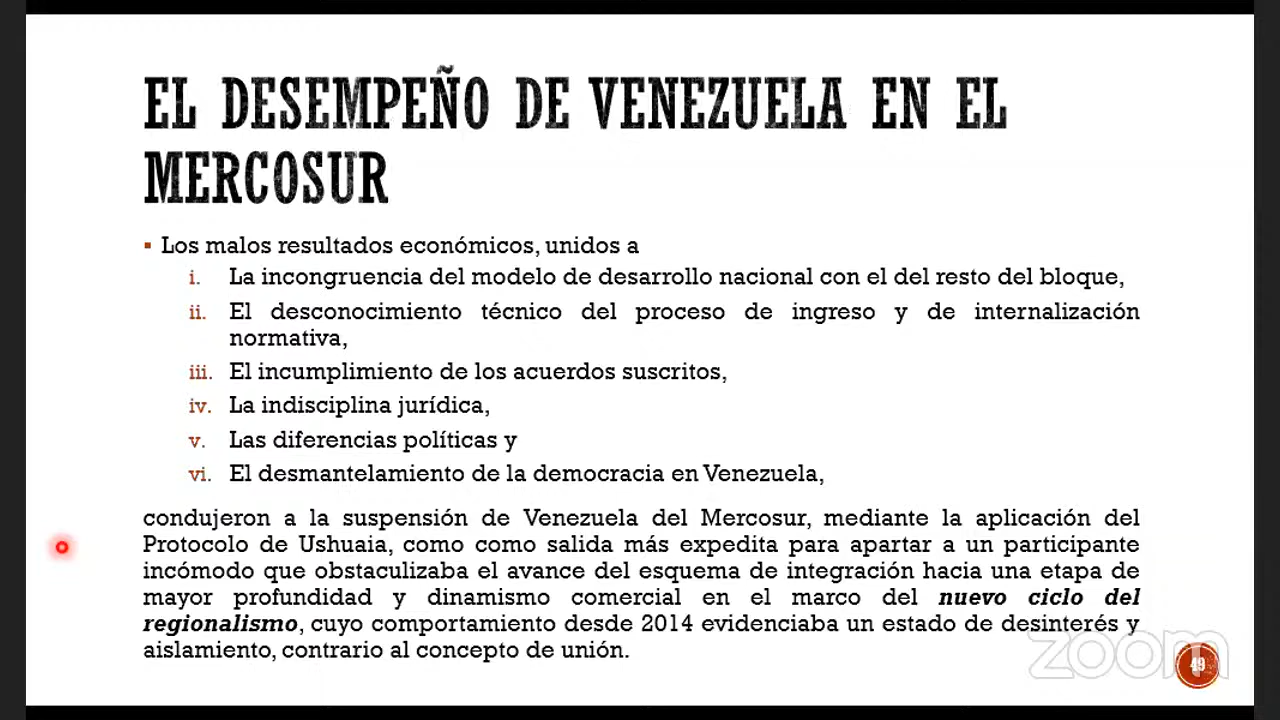 EL DESEMPEÑO DE VENEZUELA EN EL
MERCOSUR
▪ Los malos resultados económicos, unidos a
i. La incongruencia del modelo de desarrollo nacional con el del resto del bloque,
ii. El desconocimiento técnico del proceso de ingreso y de internalización
normativa,
iii. El incumplimiento de los acuerdos suscritos,
iv. La indisciplina jurídica,
v. Las diferencias políticas y
vi. El desmantelamiento de la democracia en Venezuela,
condujeron a la suspensión de Venezuela del Mercosur, mediante la aplicación del
Protocolo de Ushuaia, como como salida más expedita para apartar a un participante
incómodo que obstaculizaba el avance del esquema de integración hacia una etapa de
mayor profundidad y dinamismo comercial en el marco del nuevo ciclo del
regionalismo, cuyo comportamiento desde 2014 evidenciaba un estado de desinterés y
aislamiento, contrario al concepto de unión.
zoom
49